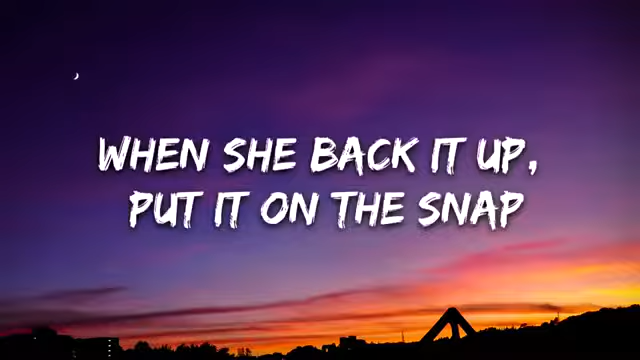 WHEN SHE BACK IT UP,
PUT IT ON THE SNAP